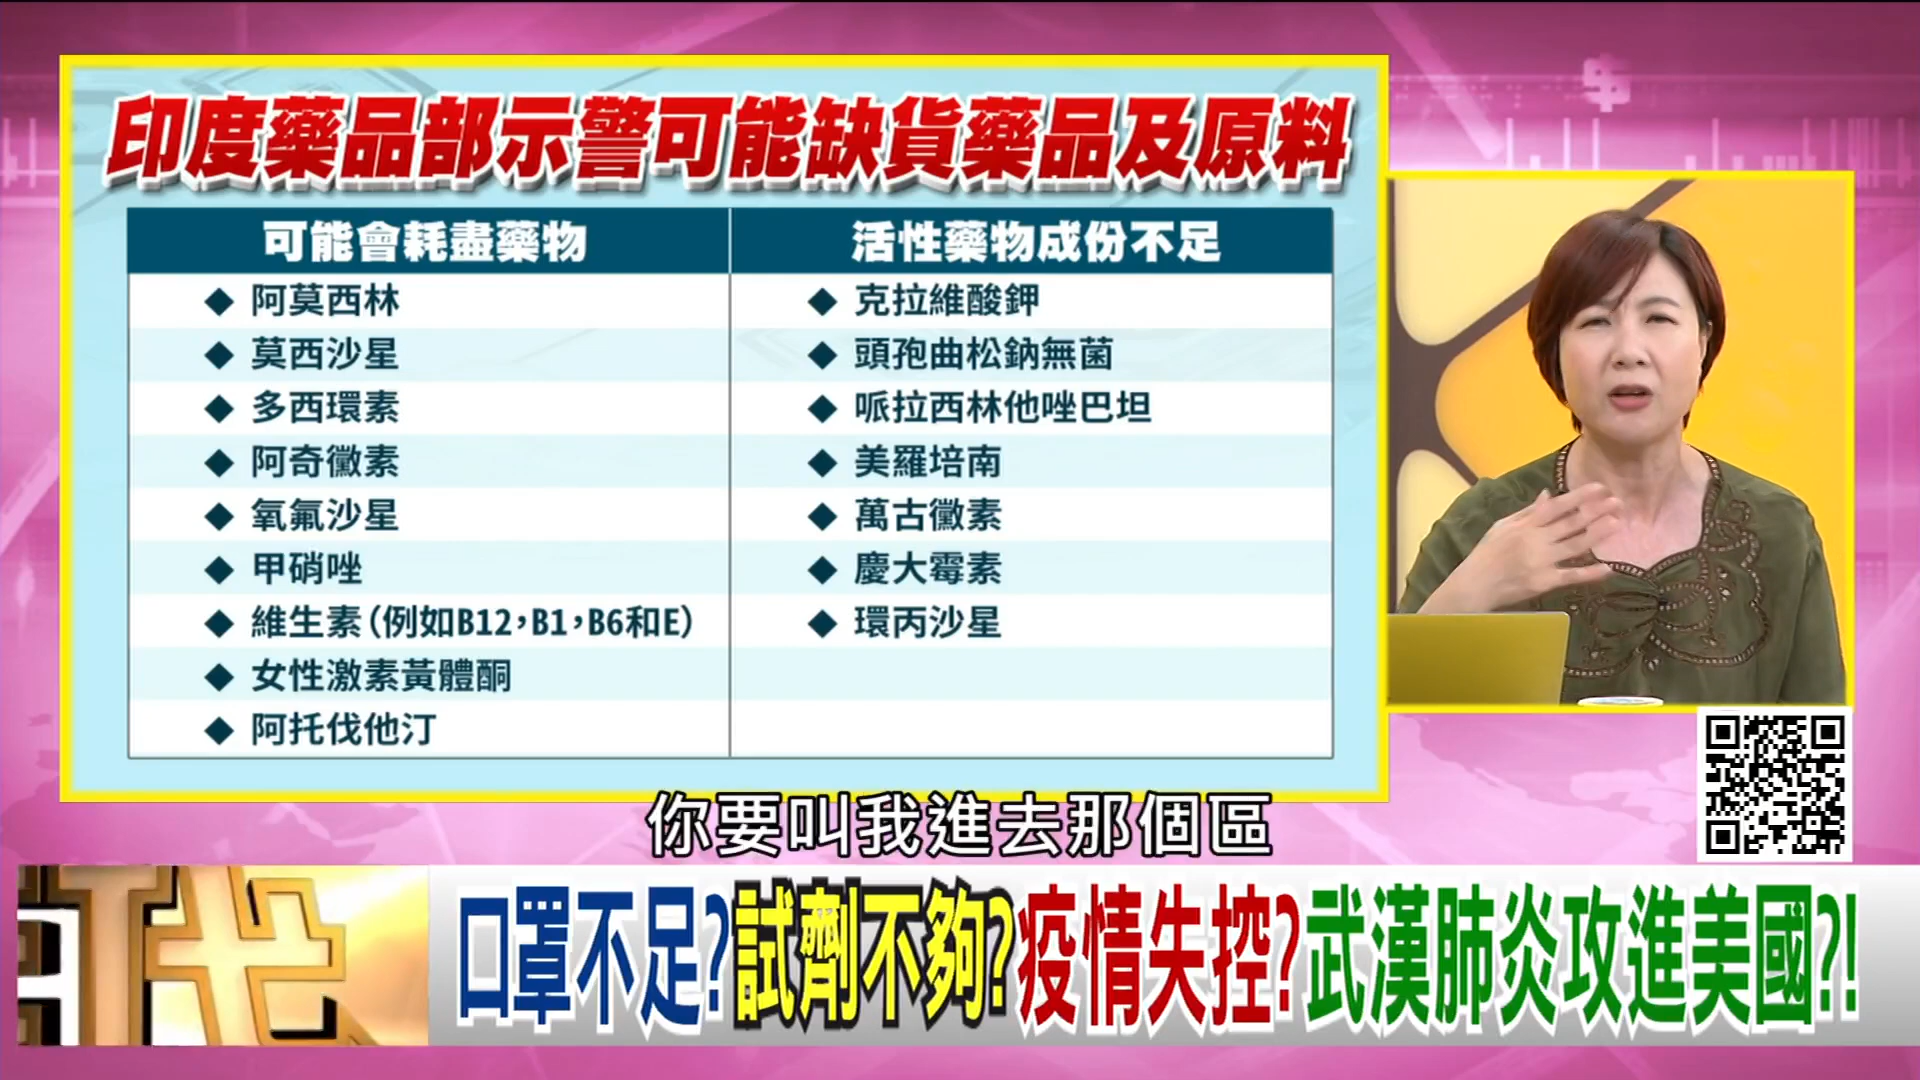 印度藥品部示警可能缺貨藥品及原料
可能會耗盡藥物
活性藥物成份不足
◆ 阿莫西林
◆ 克拉維酸鉀
◆ 莫西沙星
◆ 頭孢曲松鈉無菌
◆ 多西環素
◆ 哌拉西林他唑巴坦
◆ 阿奇黴素
◆ 美羅培南
◆ 氧氟沙星
◆ 萬古黴素
◆ 甲硝唑
◆ 慶大霉素
◆ 維生素(例如B12,B1,B6和E)
◆ 環丙沙星
◆ 女性激素黃體酮
◆ 阿托伐他汀
你要叫我進去那個區
口罩不足?試劑不夠?疫情失控?武漢肺炎攻進美國?!